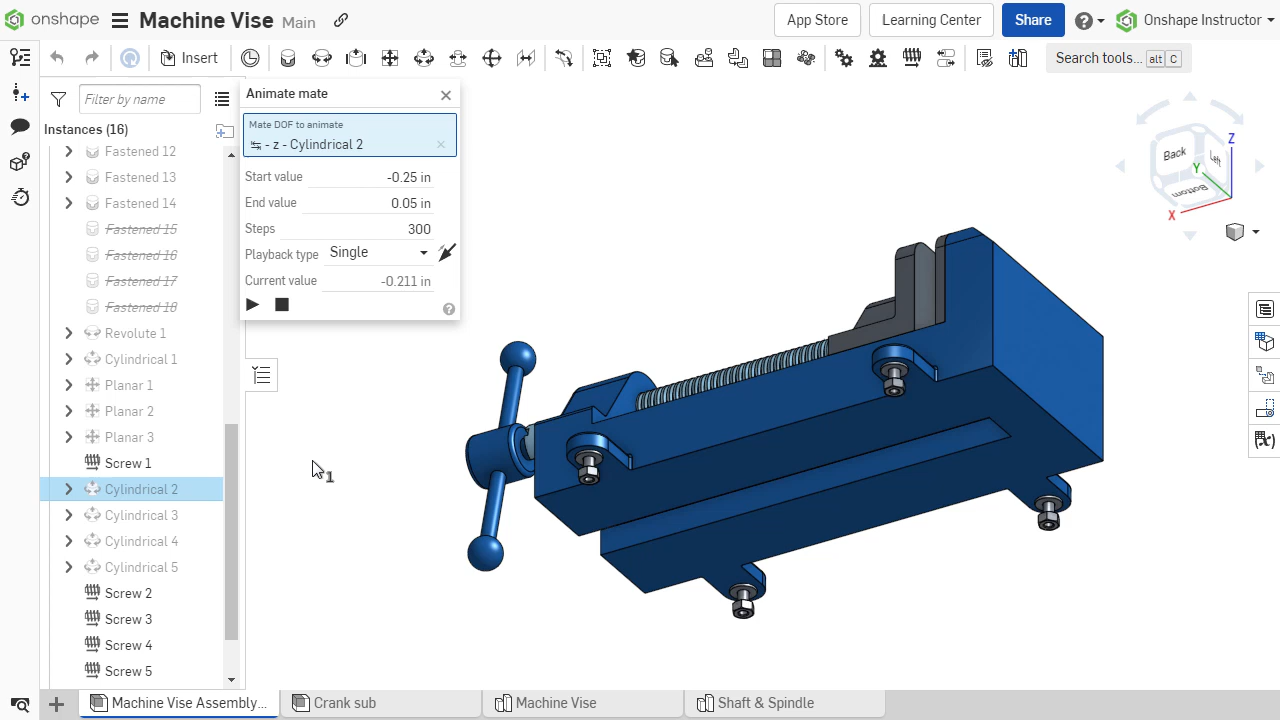 onshape Machine Vise Main App Store Learning Center Share Onshape Instructor
Insert Search tools... alt C
Filter by name
Instances (16)
Fastened 12
Fastened 13
Fastened 14
Fastened 15
Fastened 16
Fastened 17
Fastened 18
Revolute 1
Cylindrical 1
Planar 1
Planar 2
Planar 3
Screw 1
Cylindrical 2
Cylindrical 3
Cylindrical 4
Cylindrical 5
Screw 2
Screw 3
Screw 4
Screw 5
Animate mate
Mate DOF to animate
- z - Cylindrical 2
Start value -0.25 in
End value 0.05 in
Steps 300
Playback type Single
Current value -0.211 in
1
Z
Back Left
Y
Bottom
X
Machine Vise Assembly... Crank sub Machine Vise Shaft & Spindle